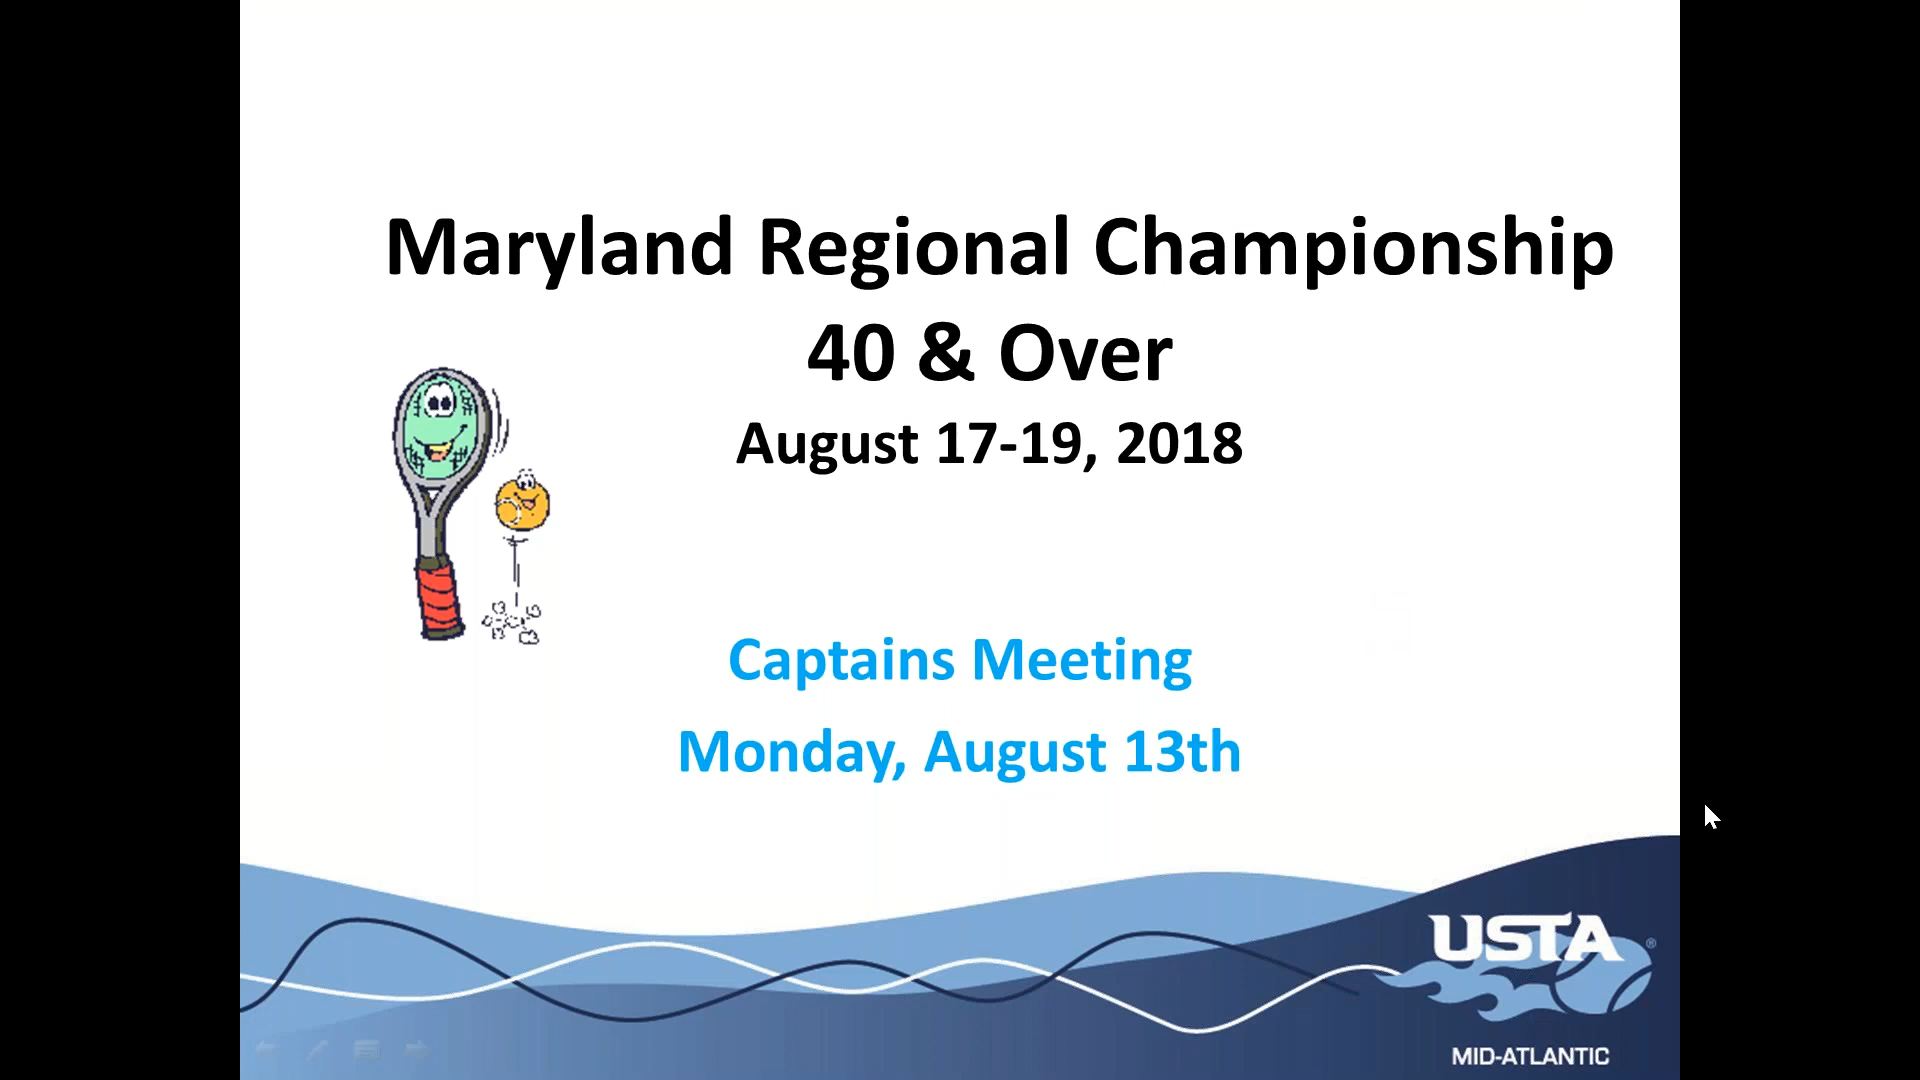 Maryland Regional Championship
40 & Over
August 17-19, 2018
Captains Meeting
Monday, August 13th
USTA®
MID-ATLANTIC